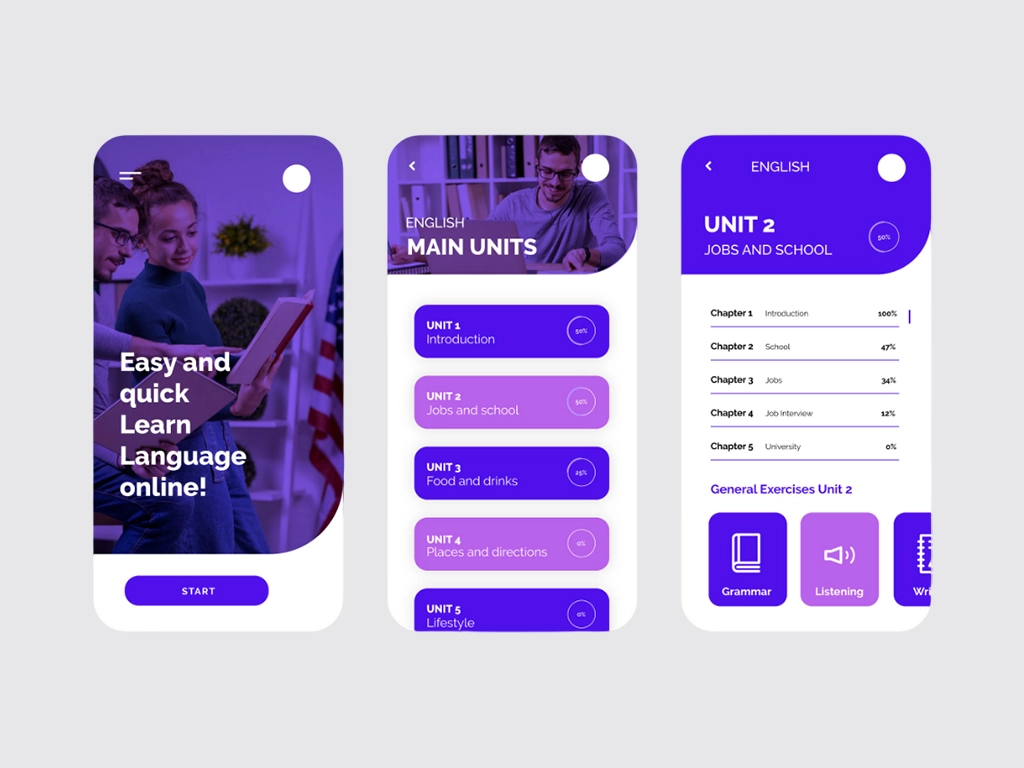 Easy and
quick
Learn
Language
online!
START
ENGLISH
MAIN UNITS
UNIT 1
Introduction
50%
UNIT 2
Jobs and school
50%
UNIT 3
Food and drinks
25%
UNIT 4
Places and directions
0%
UNIT 5
Lifestyle
0%
ENGLISH
UNIT 2
JOBS AND SCHOOL
50%
Chapter 1 Introduction 100%
Chapter 2 School 47%
Chapter 3 Jobs 34%
Chapter 4 Job Interview 12%
Chapter 5 University 0%
General Exercises Unit 2
Grammar
Listening
Wri